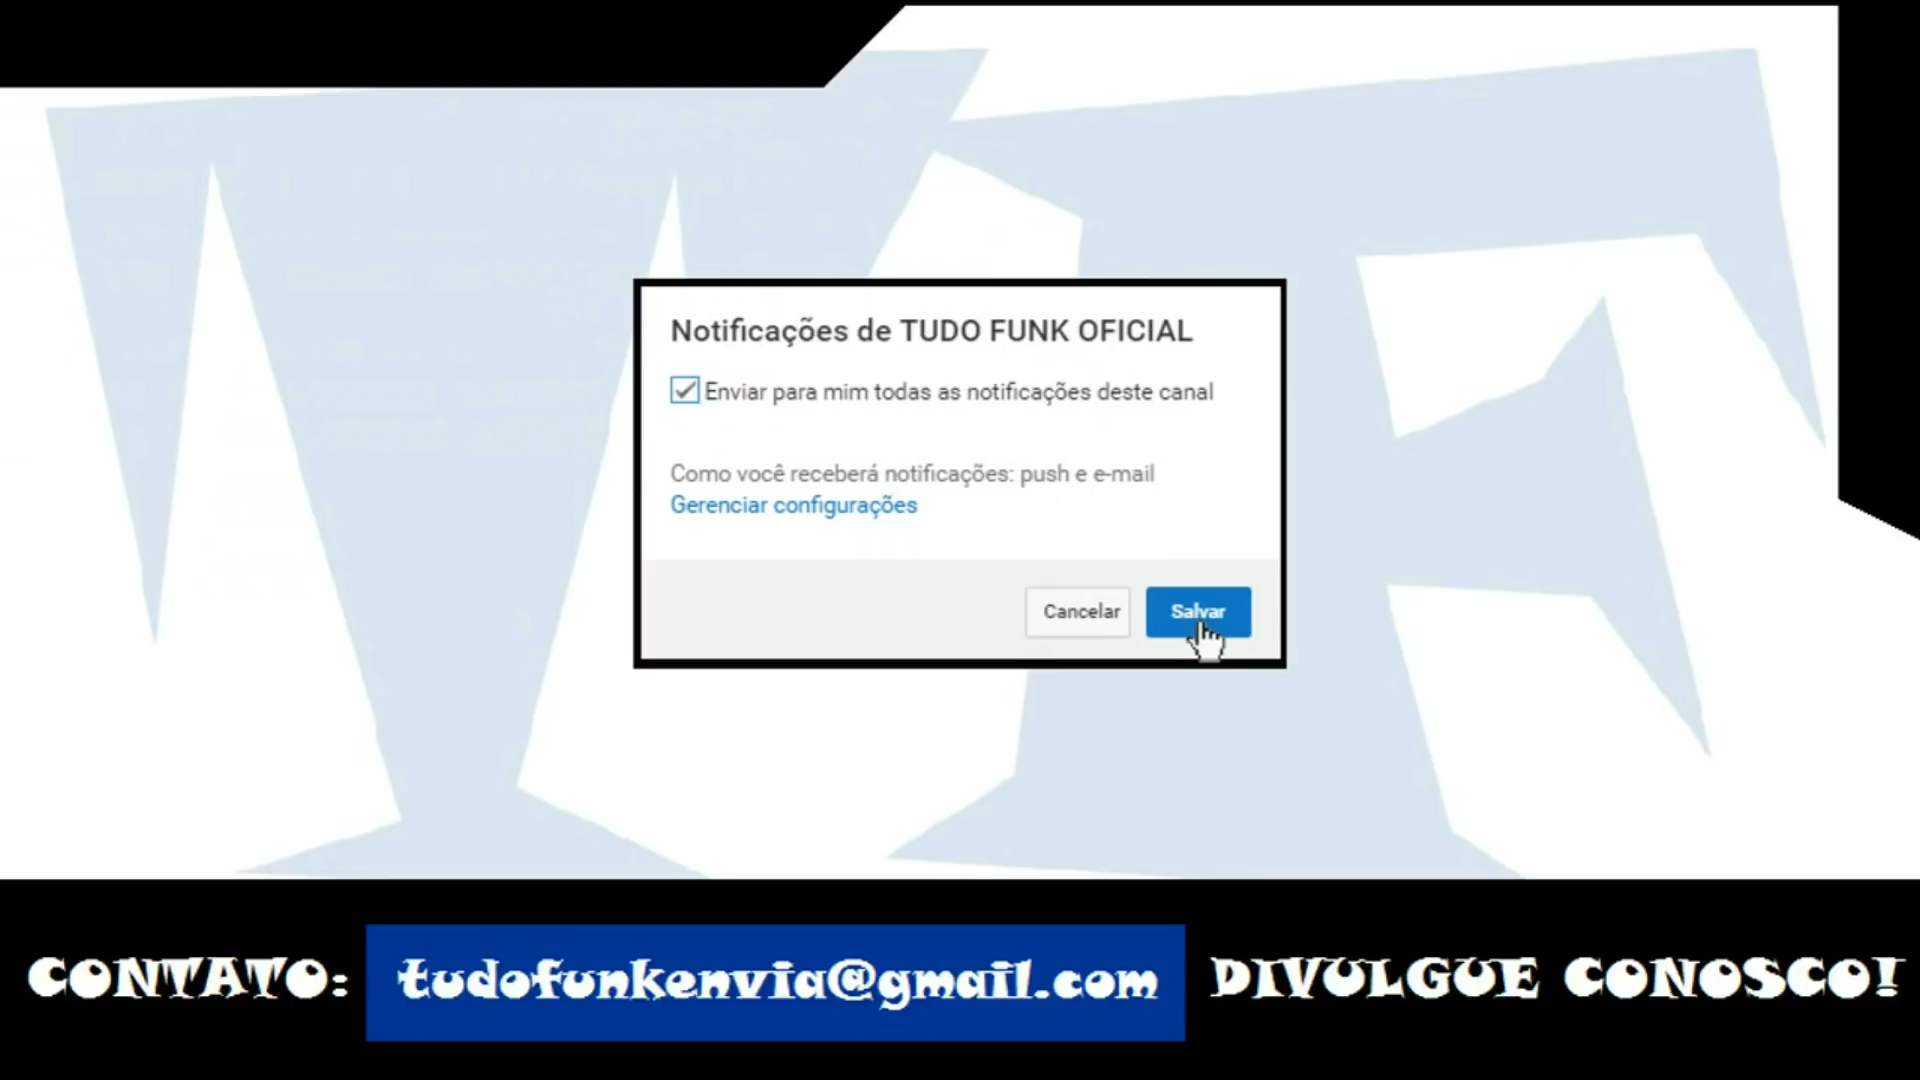 Notificações de TUDO FUNK OFICIAL
Enviar para mim todas as notificações deste canal
Como você receberá notificações: push e e-mail
Gerenciar configurações
Cancelar
Salvar
CONTATO: tudofunkenvia@gmail.com DIVULGUE CONOSCO!